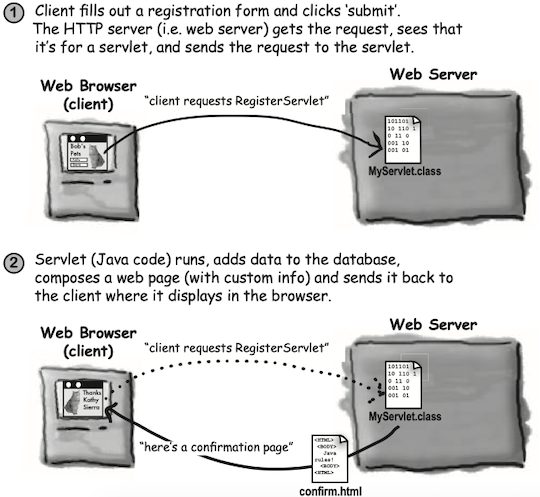 1 Client fills out a registration form and clicks ‘submit’.
The HTTP server (i.e. web server) gets the request, sees that
it’s for a servlet, and sends the request to the servlet.
Web Browser
(client)
“client requests RegisterServlet”
Web Server
Bob's
Pets
101101
10 110 1
0 11 0
001 10
001 01
MyServlet.class
2 Servlet (Java code) runs, adds data to the database,
composes a web page (with custom info) and sends it back to
the client where it displays in the browser.
Web Browser
(client)
“client requests RegisterServlet”
Web Server
Thanks
Kathy
Sierra
101101
10 110 1
0 11 0
001 10
001 01
MyServlet.class
“here’s a confirmation page”
<HTML>
<BODY>
Java
rules!
<BODY>
<HTML>
confirm.html